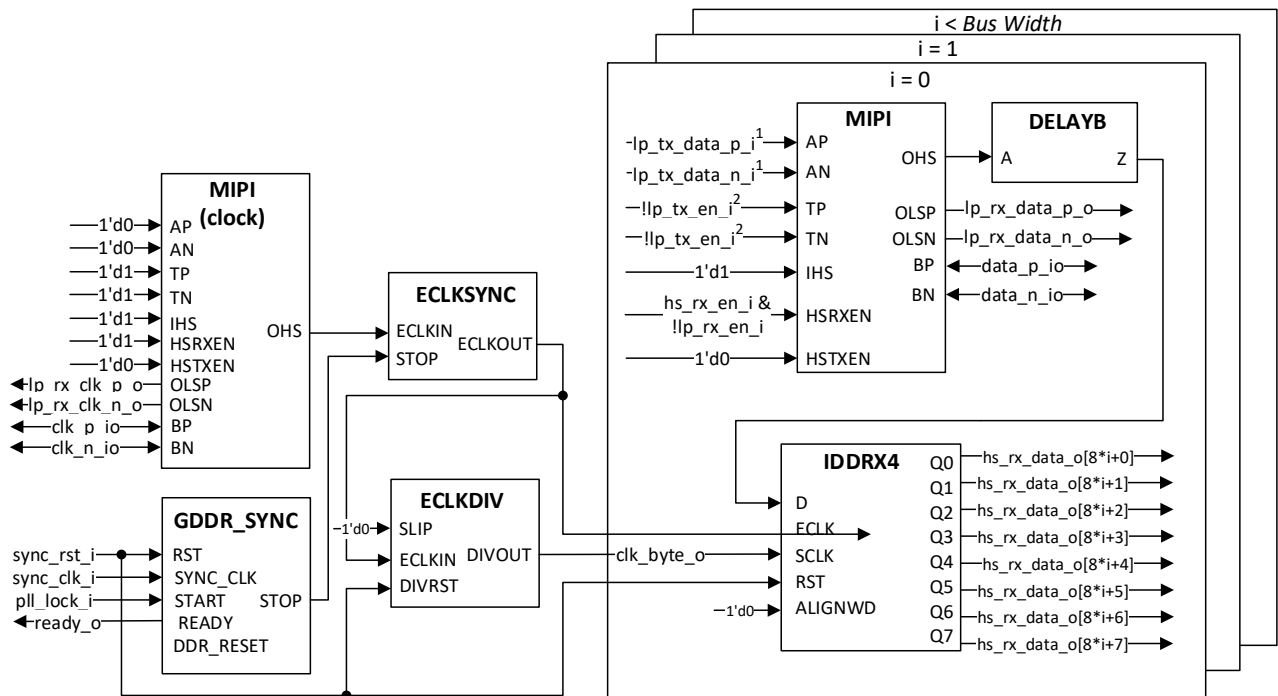 i < Bus Width
i = 1
i = 0
MIPI
(clock)
1'd0
AP
1'd0
AN
1'd1
TP
1'd1
TN
1'd1
IHS
1'd1
HSRXEN
1'd0
HSTXEN
lp_rx_clk_p_o
OLSP
lp_rx_clk_n_o
OLSN
clk_p_io
BP
clk_n_io
BN
OHS
ECLKSYNC
ECLKIN
ECLKOUT
STOP
GDDR_SYNC
sync_rst_i
RST
sync_clk_i
SYNC_CLK
pll_lock_i
START
STOP
ready_o
READY
DDR_RESET
ECLKDIV
1'd0
SLIP
ECLKIN
DIVOUT
DIVRST
clk_byte_o
MIPI
lp_tx_data_p_i¹
AP
OHS
lp_tx_data_n_i¹
AN
!lp_tx_en_i²
TP
OLSP
lp_rx_data_p_o
!lp_tx_en_i²
TN
OLSN
lp_rx_data_n_o
1'd1
IHS
BP
data_p_io
BN
data_n_io
hs_rx_en_i &
!lp_rx_en_i
HSRXEN
1'd0
HSTXEN
DELAYB
A
Z
IDDRX4
D
ECLK
SCLK
RST
1'd0
ALIGNWD
Q0
hs_rx_data_o[8*i+0]
Q1
hs_rx_data_o[8*i+1]
Q2
hs_rx_data_o[8*i+2]
Q3
hs_rx_data_o[8*i+3]
Q4
hs_rx_data_o[8*i+4]
Q5
hs_rx_data_o[8*i+5]
Q6
hs_rx_data_o[8*i+6]
Q7
hs_rx_data_o[8*i+7]